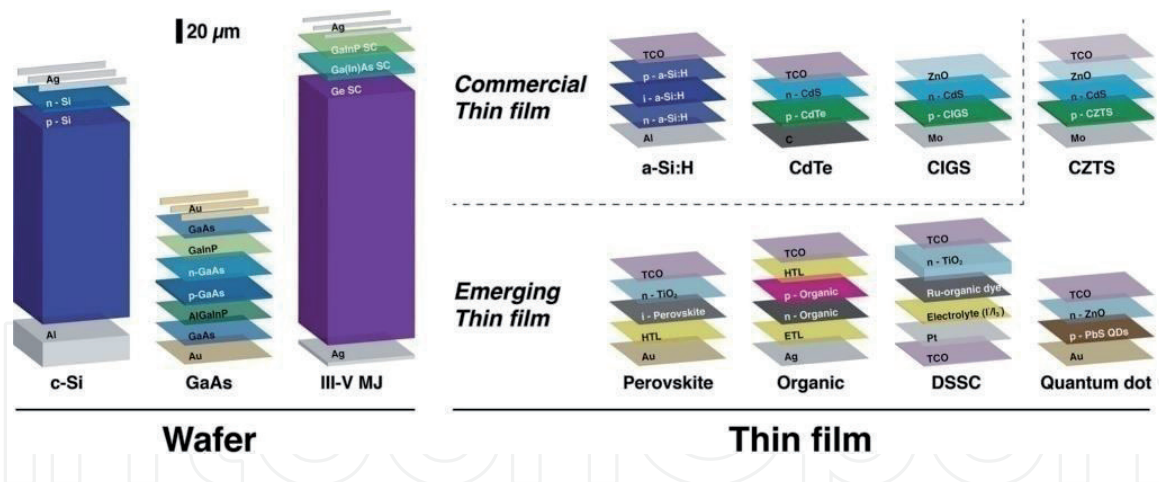 20 µm
Ag
n - Si
p - Si
Al
c-Si
Au
GaAs
GaInP
n-GaAs
p-GaAs
AlGaInP
GaAs
Au
GaAs
Ag
GaInP SC
Ga(In)As SC
Ge SC
Ag
III-V MJ
Wafer
Commercial
Thin film
TCO
p - a-Si:H
i - a-Si:H
n - a-Si:H
Al
a-Si:H
TCO
n - CdS
p - CdTe
C
CdTe
ZnO
n - CdS
p - CIGS
Mo
CIGS
TCO
ZnO
n - CdS
p - CZTS
Mo
CZTS
Emerging
Thin film
TCO
n - TiO₂
i - Perovskite
HTL
Au
Perovskite
TCO
HTL
p - Organic
n - Organic
ETL
Ag
Organic
TCO
n - TiO₂
Ru-organic dye
Electrolyte (I⁻/I₃⁻)
Pt
TCO
DSSC
TCO
n - ZnO
p - PbS QDs
Au
Quantum dot
Thin film